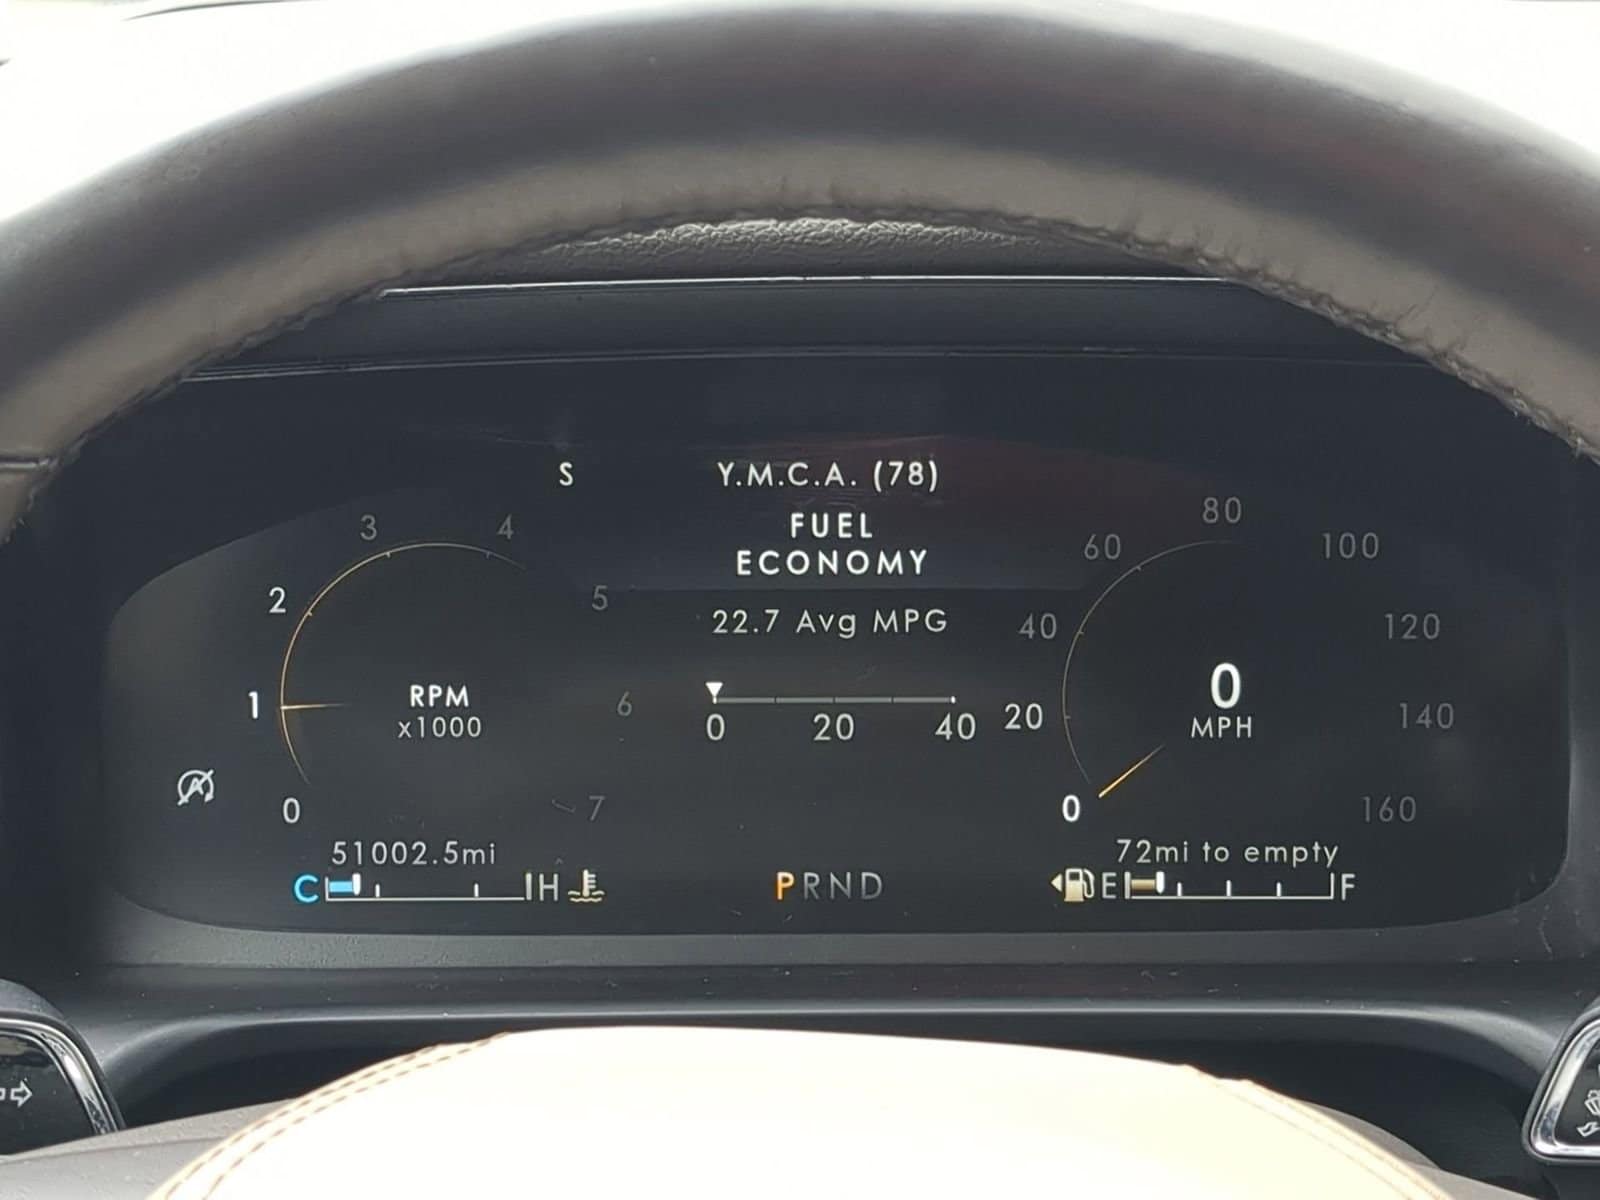 S
Y.M.C.A. (78)
FUEL
ECONOMY
22.7 Avg MPG
0 20 40
0 1 2 3 4 5 6 7
RPM
x1000
0 20 40 60 80 100 120 140 160
0
MPH
51002.5mi
C H
PRND
72mi to empty
E F